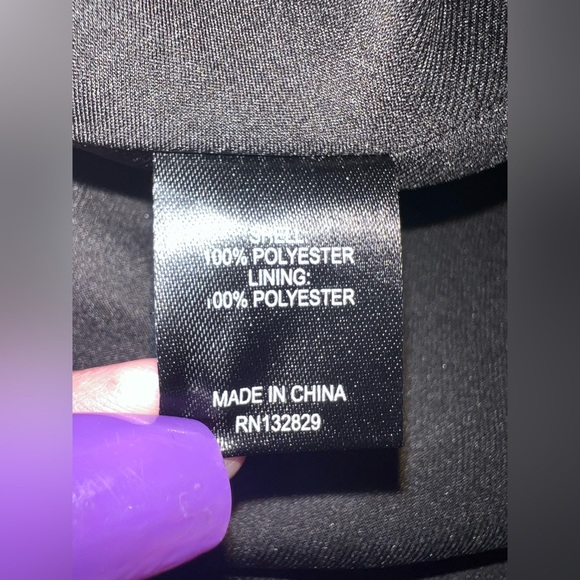 SHELL:
100% POLYESTER
LINING:
100% POLYESTER
MADE IN CHINA
RN132829